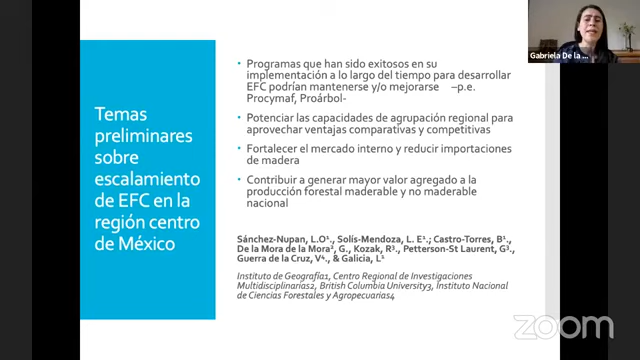 Temas
preliminares
sobre
escalamiento
de EFC en la
región centro
de México
• Programas que han sido exitosos en su
implementación a lo largo del tiempo para desarrollar
EFC podrían mantenerse y/o mejorarse –p.e.
Procymaf, Proárbol-
• Potenciar las capacidades de agrupación regional para
aprovechar ventajas comparativas y competitivas
• Fortalecer el mercado interno y reducir importaciones
de madera
• Contribuir a generar mayor valor agregado a la
producción forestal maderable y no maderable
nacional
Sánchez-Nupan, L.O¹., Solís-Mendoza, L. E¹.; Castro-Torres, B¹.,
De la Mora de la Mora², G., Kozak, R³. Petterson-St Laurent, G³.,
Guerra de la Cruz, V⁴., & Galicia, L¹
Instituto de Geografía1, Centro Regional de Investigaciones
Multidisciplinarias2, British Columbia University3, Instituto Nacional
de Ciencias Forestales y Agropecuarias4
Gabriela De la
zoom